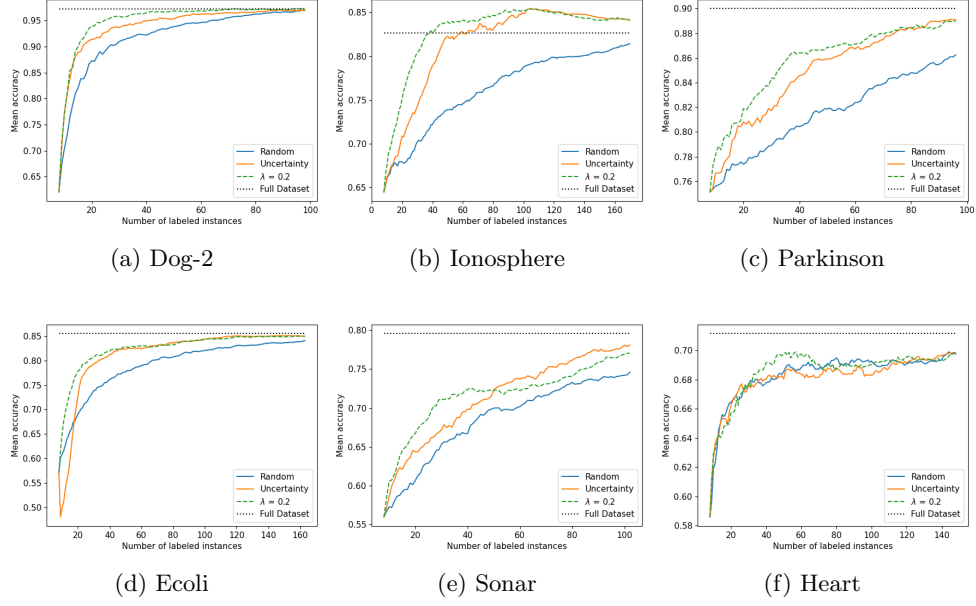 Mean accuracy
0.95
0.90
0.85
0.80
0.75
0.70
0.65
20
40
60
80
100
Number of labeled instances
Random
Uncertainty
λ = 0.2
Full Dataset
(a) Dog-2
Mean accuracy
0.85
0.80
0.75
0.70
0.65
0
20
40
60
80
100
120
140
160
Number of labeled instances
Random
Uncertainty
λ = 0.2
Full Dataset
(b) Ionosphere
Mean accuracy
0.90
0.88
0.86
0.84
0.82
0.80
0.78
0.76
20
40
60
80
100
Number of labeled instances
Random
Uncertainty
λ = 0.2
Full Dataset
(c) Parkinson
Mean accuracy
0.85
0.80
0.75
0.70
0.65
0.60
0.55
0.50
20
40
60
80
100
120
140
160
Number of labeled instances
Random
Uncertainty
λ = 0.2
Full Dataset
(d) Ecoli
Mean accuracy
0.80
0.75
0.70
0.65
0.60
0.55
20
40
60
80
100
Number of labeled instances
Random
Uncertainty
λ = 0.2
Full Dataset
(e) Sonar
Mean accuracy
0.70
0.68
0.66
0.64
0.62
0.60
0.58
20
40
60
80
100
120
140
Number of labeled instances
Random
Uncertainty
λ = 0.2
Full Dataset
(f) Heart